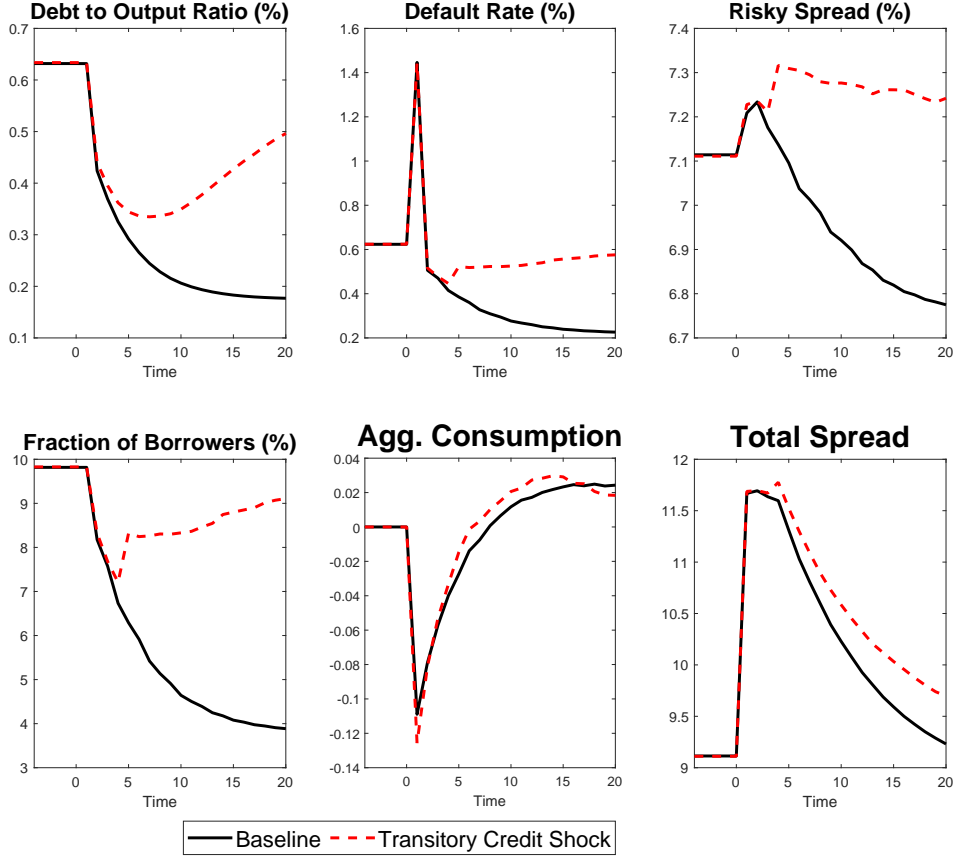 Debt to Output Ratio (%)
0.7
0.6
0.5
0.4
0.3
0.2
0.1
0 5 10 15 20
Time
Default Rate (%)
1.6
1.4
1.2
1
0.8
0.6
0.4
0.2
0 5 10 15 20
Time
Risky Spread (%)
7.4
7.3
7.2
7.1
7
6.9
6.8
6.7
0 5 10 15 20
Time
Fraction of Borrowers (%)
10
9
8
7
6
5
4
3
0 5 10 15 20
Time
Agg. Consumption
0.04
0.02
0
-0.02
-0.04
-0.06
-0.08
-0.1
-0.12
-0.14
0 5 10 15 20
Time
Total Spread
12
11.5
11
10.5
10
9.5
9
0 5 10 15 20
Time
Baseline Transitory Credit Shock